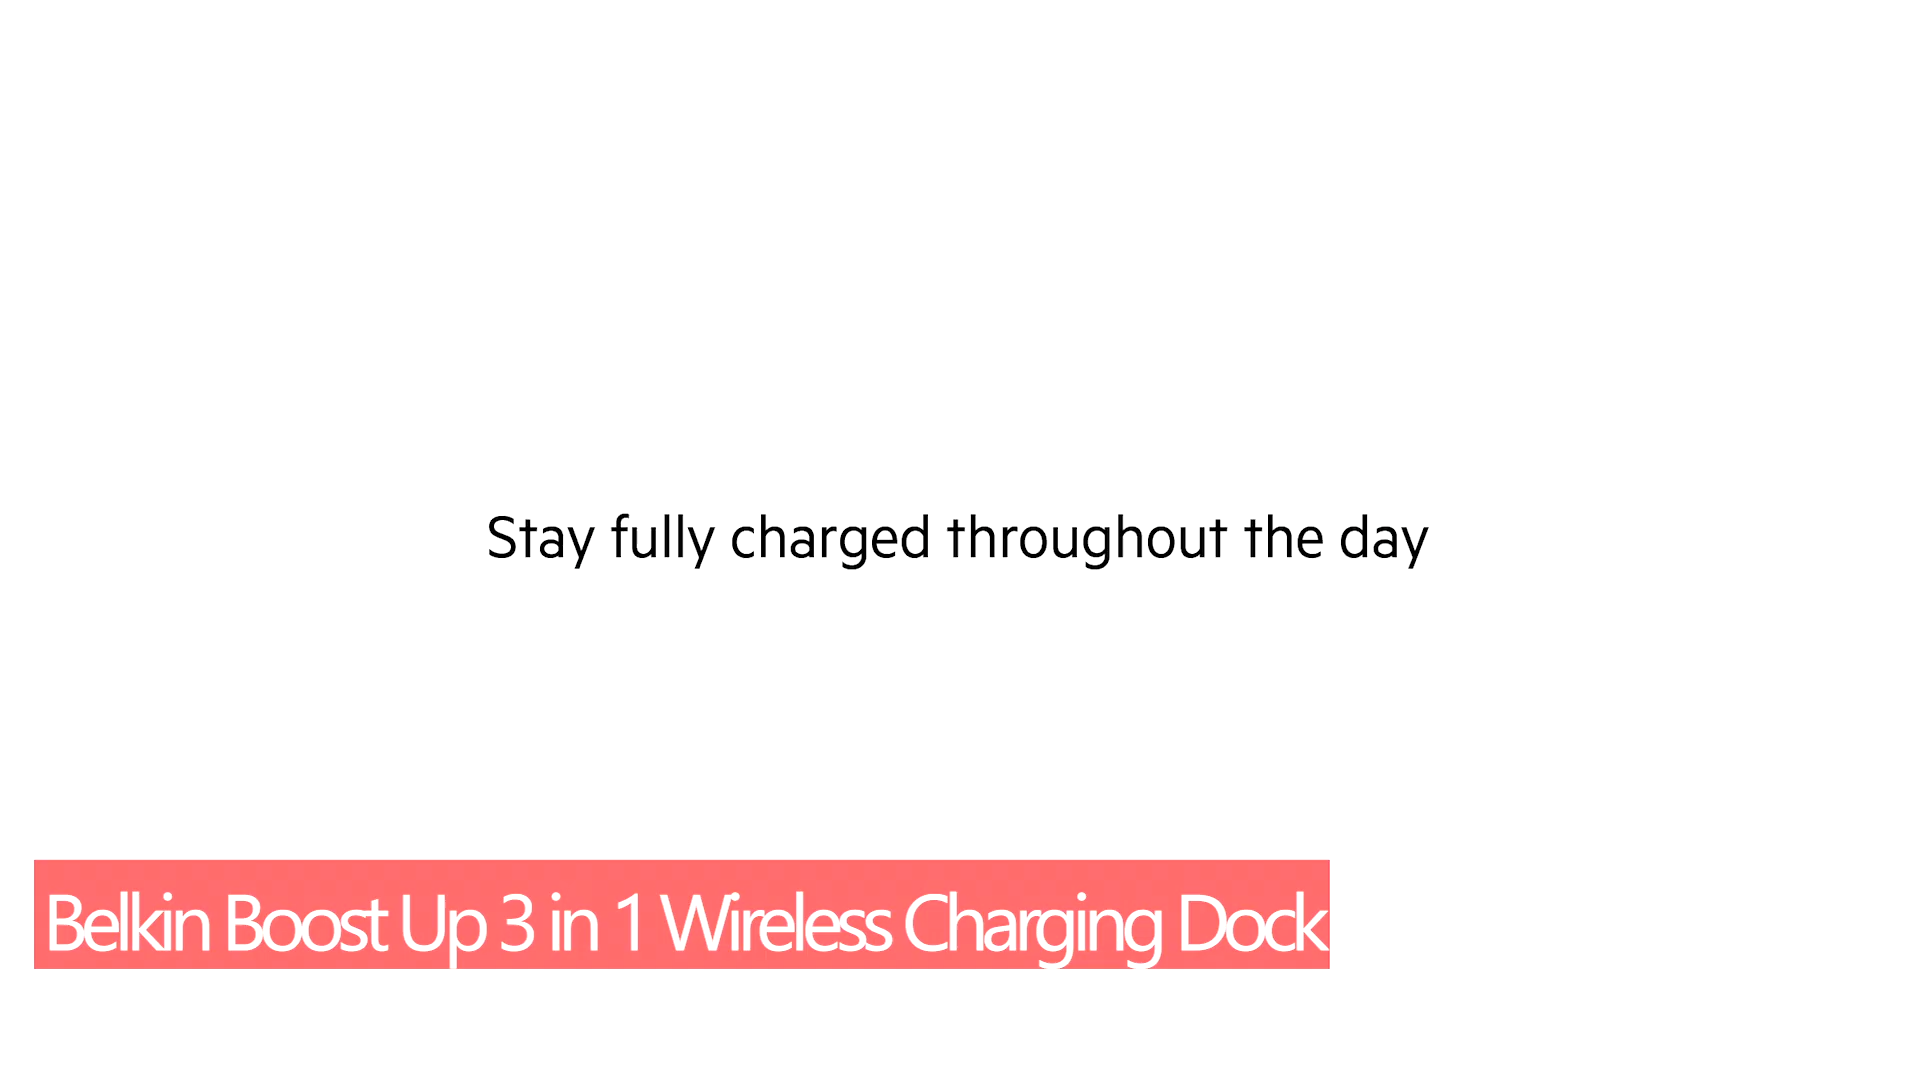 Stay fully charged throughout the day
Belkin Boost Up 3 in 1 Wireless Charging Dock